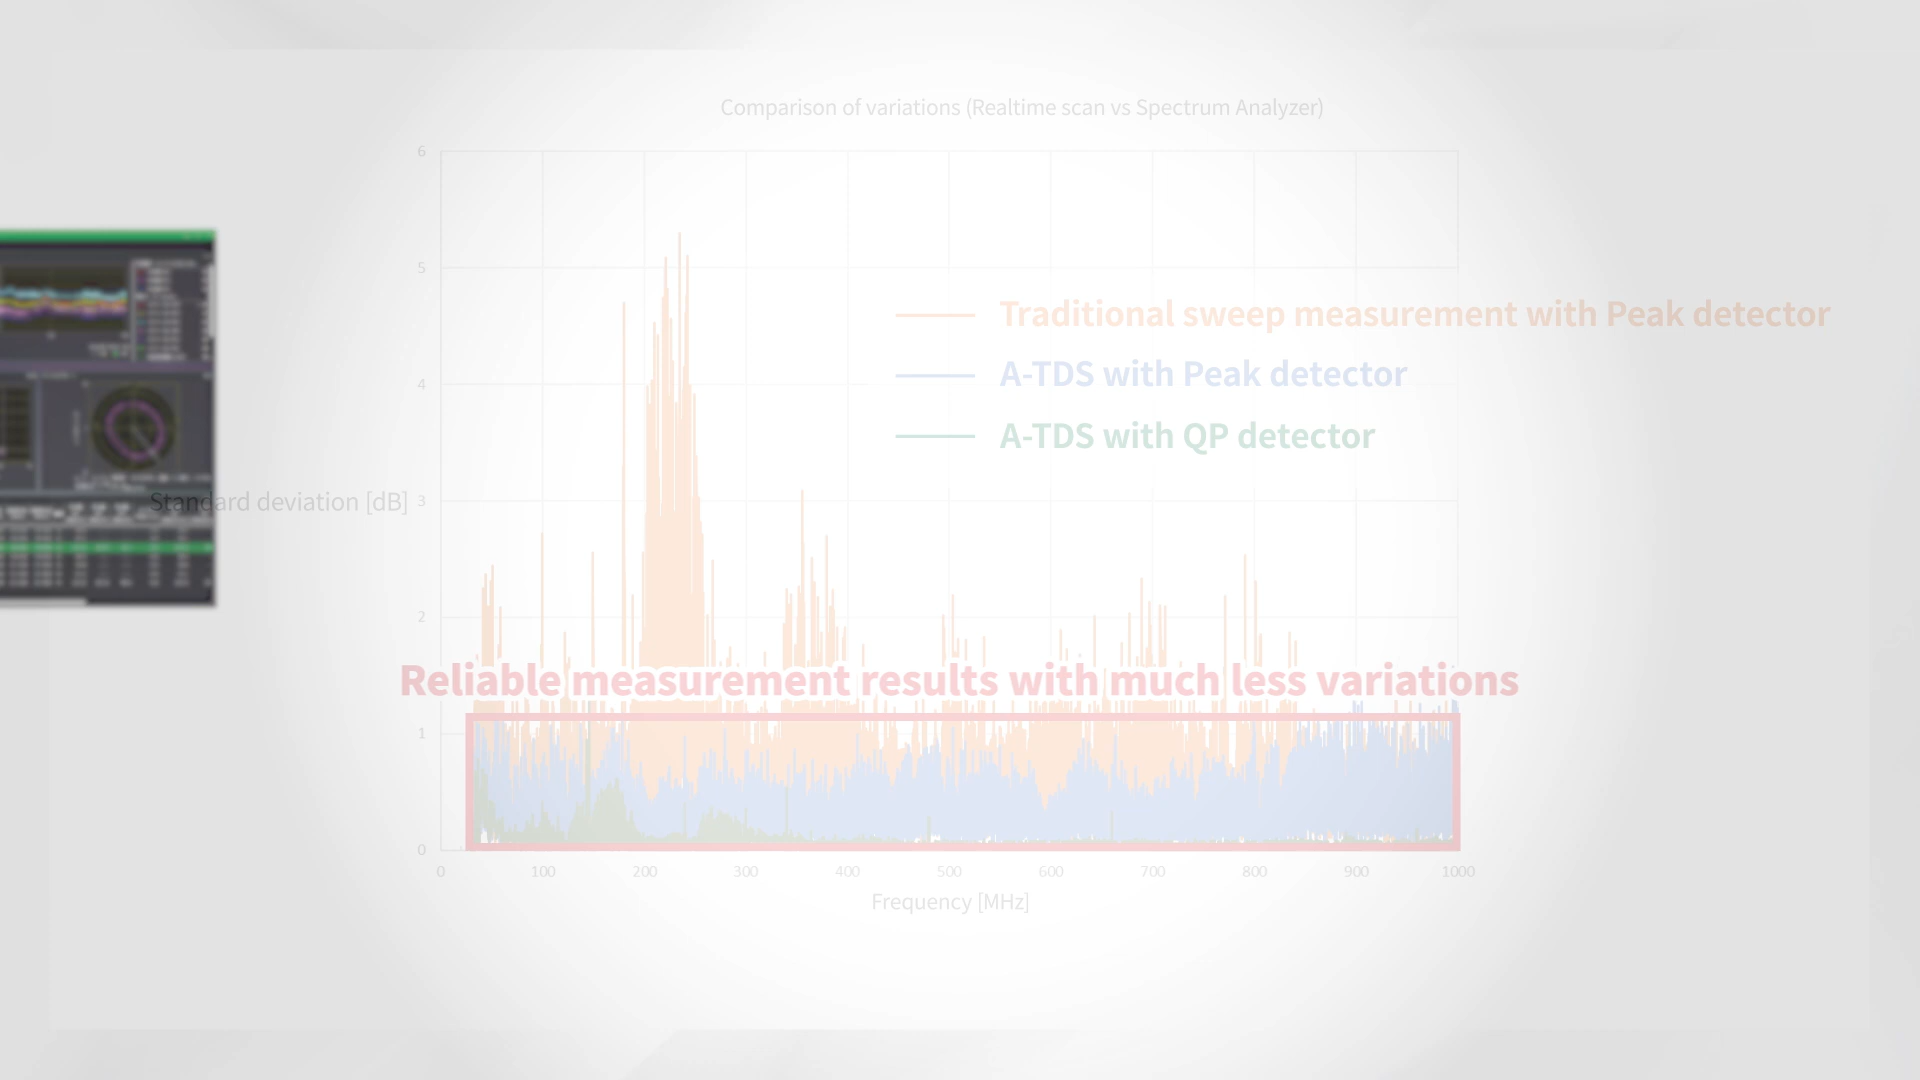 Comparison of variations (Realtime scan vs Spectrum Analyzer)
6
5
Traditional sweep measurement with Peak detector
A-TDS with Peak detector
4
A-TDS with QP detector
Standard deviation [dB]
3
2
Reliable measurement results with much less variations
1
0
0 100 200 300 400 500 600 700 800 900 1000
Frequency [MHz]